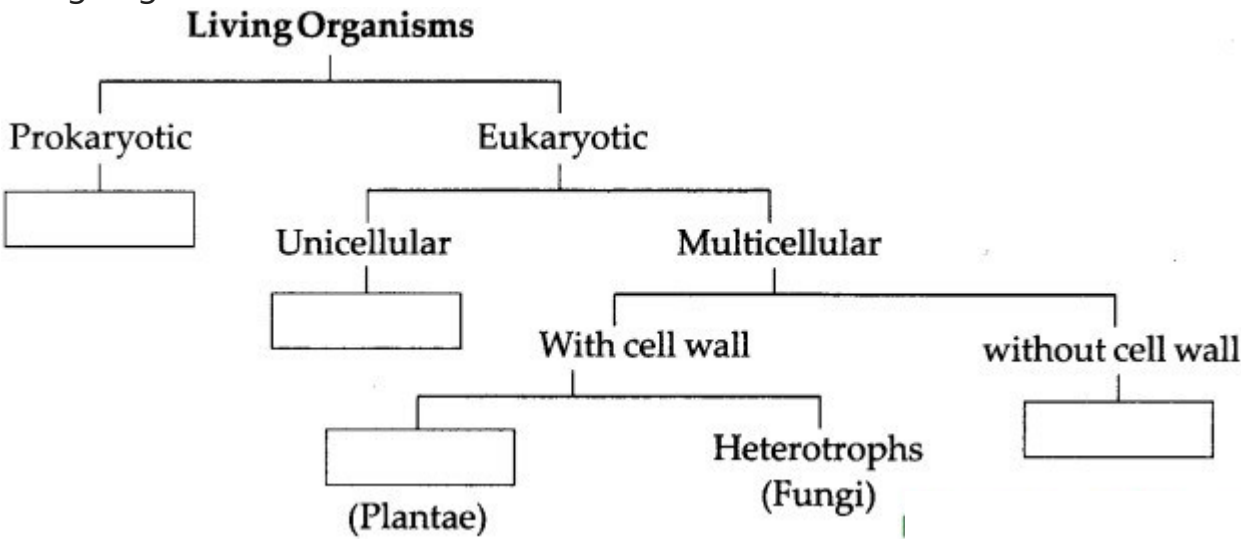 Living Organisms
Prokaryotic
Eukaryotic
Unicellular
Multicellular
With cell wall
without cell wall
Heterotrophs
(Fungi)
(Plantae)